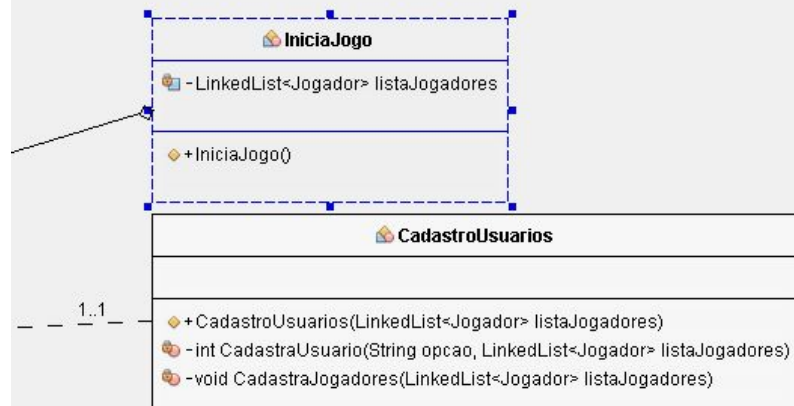 IniciaJogo
-LinkedList<Jogador> listaJogadores
+IniciaJogo()
CadastroUsuarios
1..1
+CadastroUsuarios(LinkedList<Jogador> listaJogadores)
-int CadastraUsuario(String opcao, LinkedList<Jogador> listaJogadores)
-void CadastraJogadores(LinkedList<Jogador> listaJogadores)